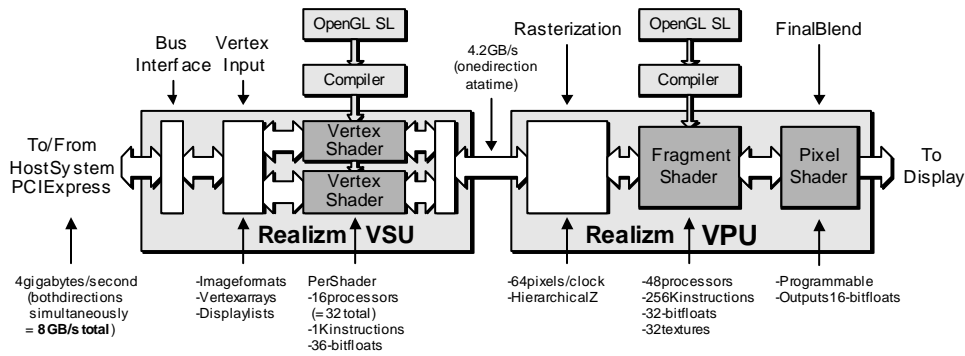 OpenGL SL
Compiler
Bus
Interface
Vertex
Input
4.2GB/s
(onedirection
atatime)
Rasterization
OpenGL SL
Compiler
FinalBlend
To/From
HostSystem
PCIExpress
Vertex
Shader
Vertex
Shader
Realizm VSU
Fragment
Shader
Pixel
Shader
Realizm VPU
To
Display
4gigabytes/second
(bothdirections
simultaneously
= 8GB/s total)
-Imageformats
-Vertexarrays
-Displaylists
PerShader
-16processors
(=32total)
-1Kinstructions
-36-bitfloats
-64pixels/clock
-HierarchicalZ
-48processors
-256Kinstructions
-32-bitfloats
-32textures
-Programmable
-Outputs16-bitfloats